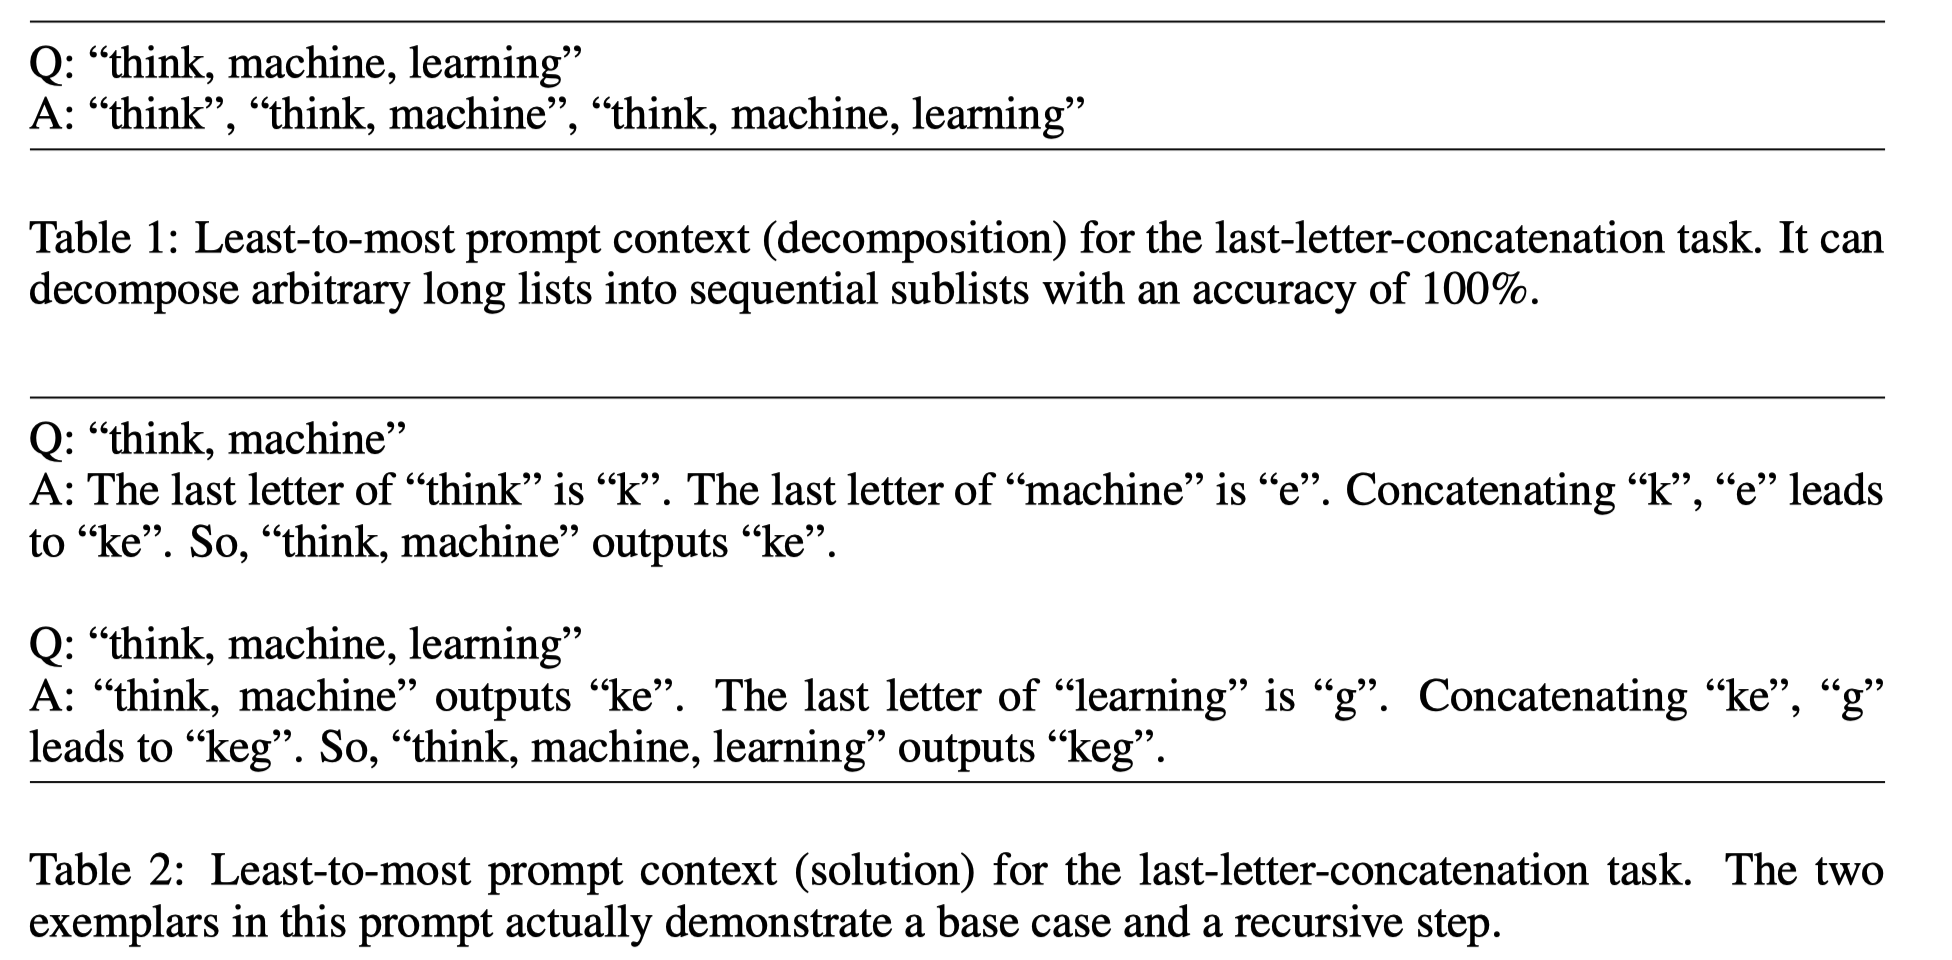 Q: “think, machine, learning”
A: “think”, “think, machine”, “think, machine, learning”
Table 1: Least-to-most prompt context (decomposition) for the last-letter-concatenation task. It can
decompose arbitrary long lists into sequential sublists with an accuracy of 100%.
Q: “think, machine”
A: The last letter of “think” is “k”. The last letter of “machine” is “e”. Concatenating “k”, “e” leads
to “ke”. So, “think, machine” outputs “ke”.
Q: “think, machine, learning”
A: “think, machine” outputs “ke”. The last letter of “learning” is “g”. Concatenating “ke”, “g”
leads to “keg”. So, “think, machine, learning” outputs “keg”.
Table 2: Least-to-most prompt context (solution) for the last-letter-concatenation task. The two
exemplars in this prompt actually demonstrate a base case and a recursive step.